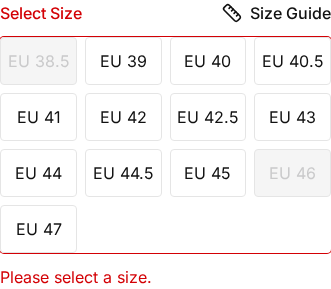 Select Size Size Guide
EU 38.5 EU 39 EU 40 EU 40.5
EU 41 EU 42 EU 42.5 EU 43
EU 44 EU 44.5 EU 45 EU 46
EU 47
Please select a size.